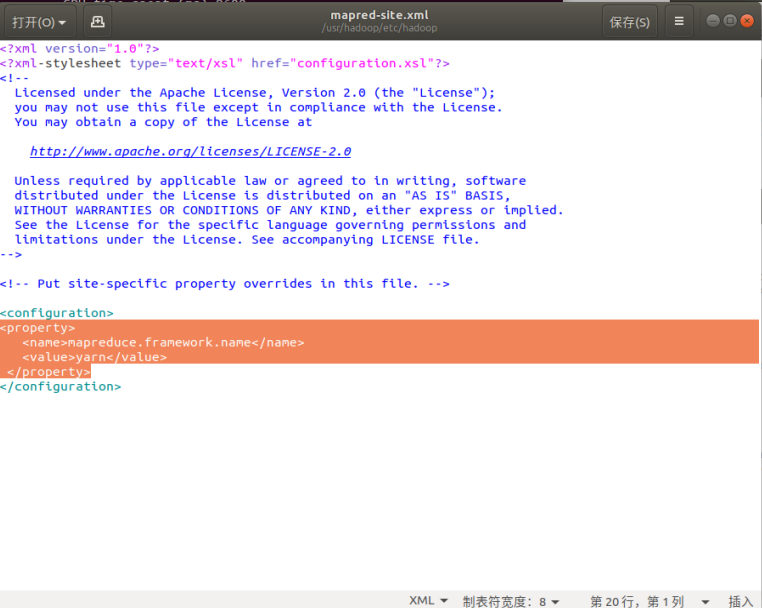 打开(O)
mapred-site.xml
/usr/hadoop/etc/hadoop
保存(S)
<?xml version="1.0"?>
<?xml-stylesheet type="text/xsl" href="configuration.xsl"?>
<!--
Licensed under the Apache License, Version 2.0 (the "License");
you may not use this file except in compliance with the License.
You may obtain a copy of the License at
http://www.apache.org/licenses/LICENSE-2.0
Unless required by applicable law or agreed to in writing, software
distributed under the License is distributed on an "AS IS" BASIS,
WITHOUT WARRANTIES OR CONDITIONS OF ANY KIND, either express or implied.
See the License for the specific language governing permissions and
limitations under the License. See accompanying LICENSE file.
-->
<!-- Put site-specific property overrides in this file. -->
<configuration>
<property>
<name>mapreduce.framework.name</name>
<value>yarn</value>
</property>
</configuration>
XML 制表符宽度: 8 第 20 行，第 1 列 插入